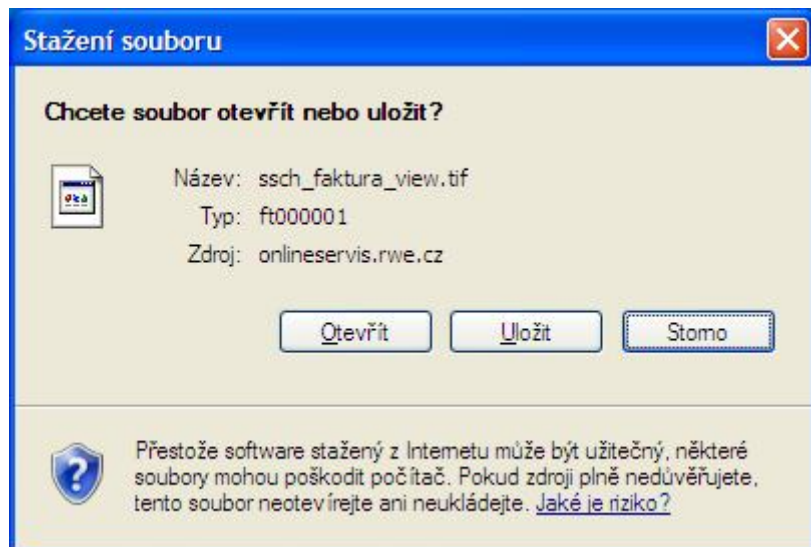 Stažení souboru
Chcete soubor otevřít nebo uložit?
Název: ssch_faktura_view.tif
Typ: ft000001
Zdroj: onlineservis.rwe.cz
Otevřít Uložit Storno
Přestože software stažený z Internetu může být užitečný, některé
soubory mohou poškodit počítač. Pokud zdroji plně nedůvěřujete,
tento soubor neotevírejte ani neukládejte. Jaké je riziko?